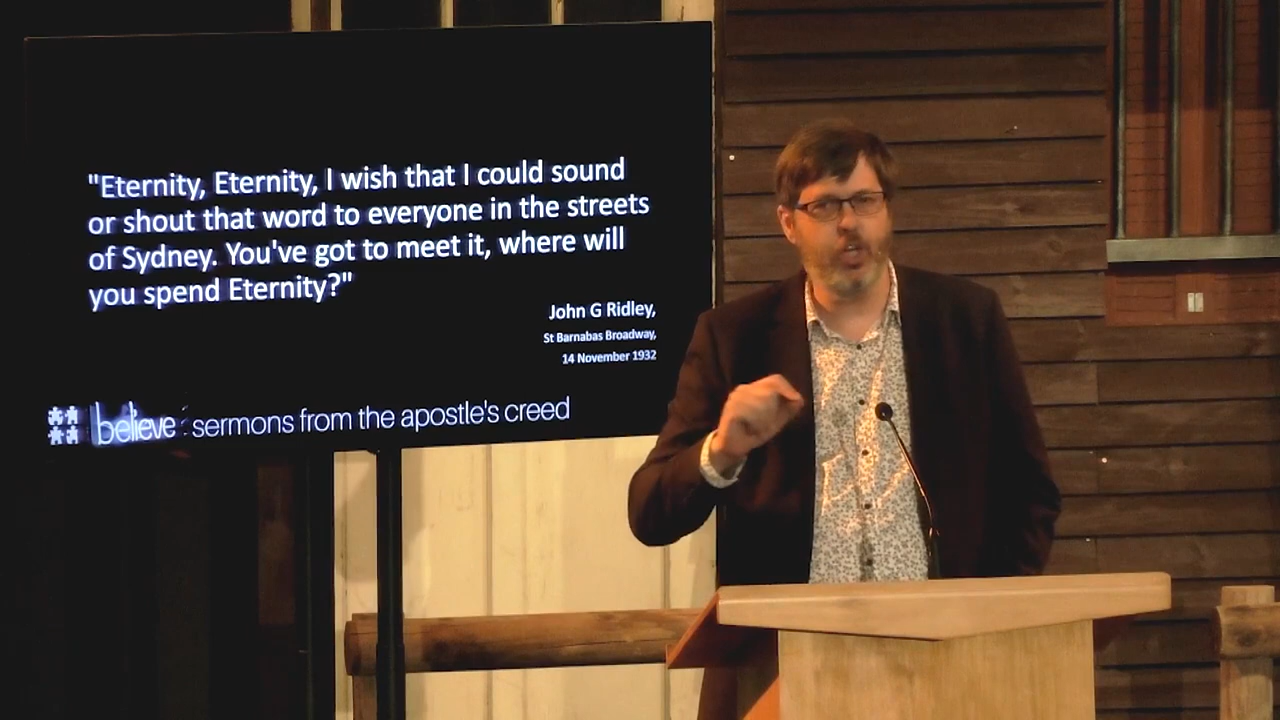 "Eternity, Eternity, I wish that I could sound
or shout that word to everyone in the streets
of Sydney. You've got to meet it, where will
you spend Eternity?"
John G Ridley,
St Barnabas Broadway,
14 November 1932
believe : sermons from the apostle's creed